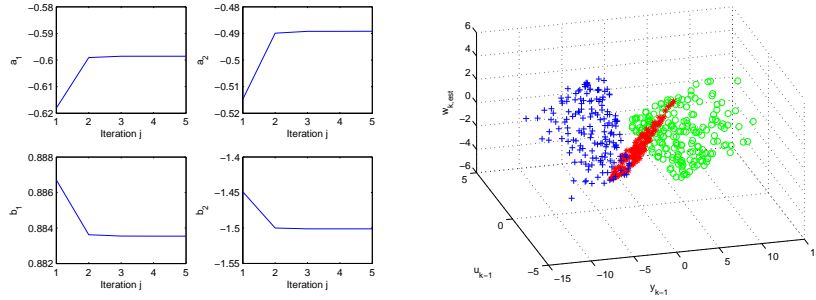 -0.58
-0.59
-0.6
-0.61
-0.62
a1
1 2 3 4 5
Iteration j
-0.48
-0.49
-0.5
-0.51
-0.52
a2
1 2 3 4 5
Iteration j
0.888
0.886
0.884
0.882
b1
1 2 3 4 5
Iteration j
-1.4
-1.45
-1.5
-1.55
b2
1 2 3 4 5
Iteration j
6
4
2
0
-2
-4
-6
w k,est
5
0
-5
u k-1
-15 -10 -5 0 5 10 1
y k-1